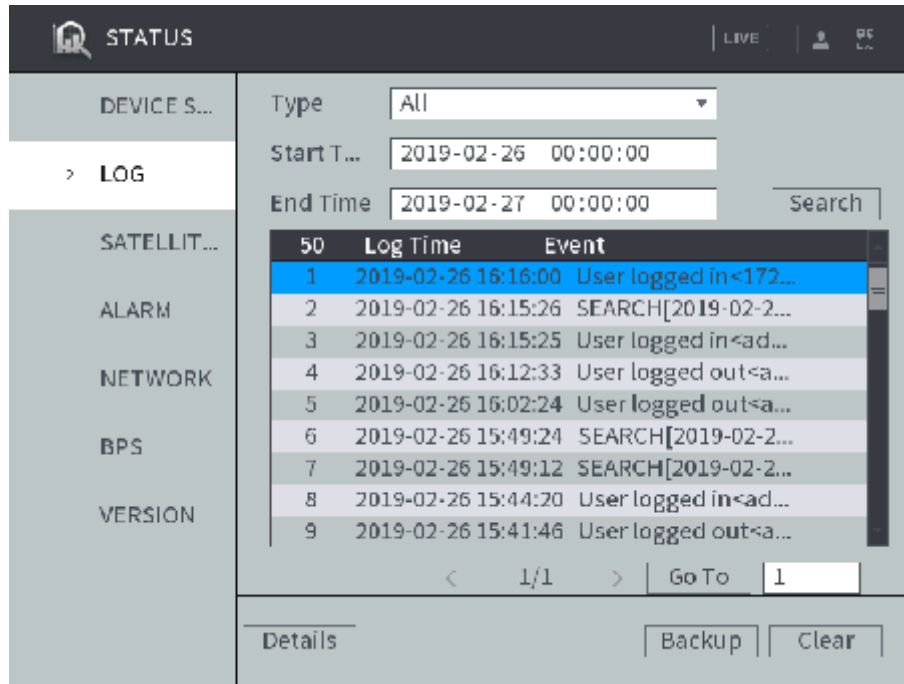 STATUS
LIVE
DEVICE S...
LOG
SATELLIT...
ALARM
NETWORK
BPS
VERSION
Type All
Start T... 2019-02-26 00:00:00
End Time 2019-02-27 00:00:00 Search
50 Log Time Event
1 2019-02-26 16:16:00 User logged in<172...
2 2019-02-26 16:15:26 SEARCH[2019-02-2...
3 2019-02-26 16:15:25 User logged in<ad...
4 2019-02-26 16:12:33 User logged out<a...
5 2019-02-26 16:02:24 User logged out<a...
6 2019-02-26 15:49:24 SEARCH[2019-02-2...
7 2019-02-26 15:49:12 SEARCH[2019-02-2...
8 2019-02-26 15:44:20 User logged in<ad...
9 2019-02-26 15:41:46 User logged out<a...
< 1/1 > Go To 1
Details Backup Clear